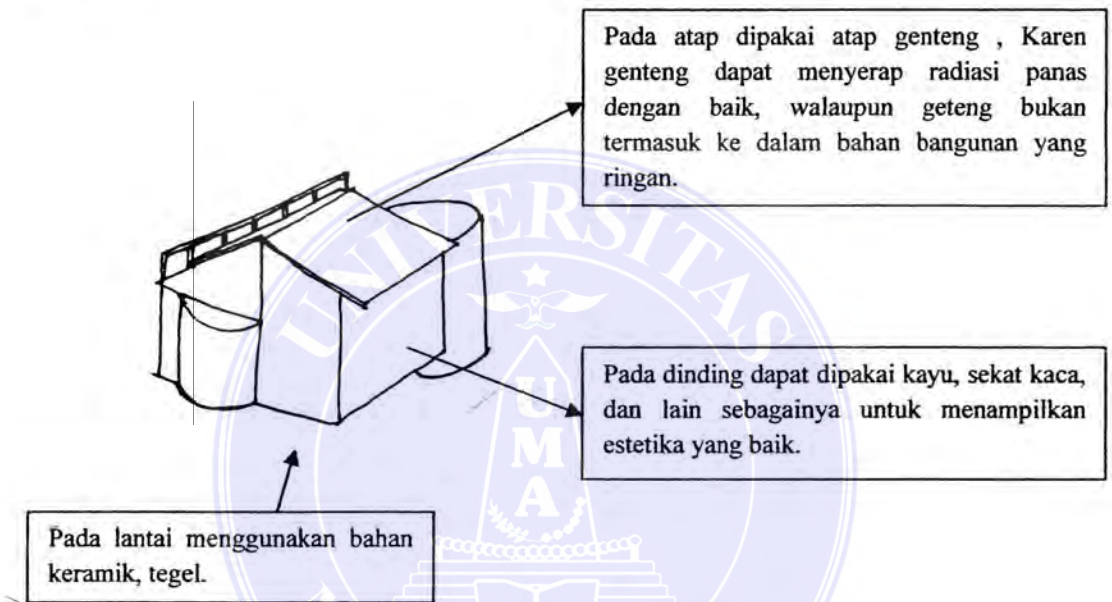 Pada atap dipakai atap genteng , Karen
genteng dapat menyerap radiasi panas
dengan baik, walaupun geteng bukan
termasuk ke dalam bahan bangunan yang
ringan.
UNIVERSITAS
UMA
Pada dinding dapat dipakai kayu, sekat kaca,
dan lain sebagainya untuk menampilkan
estetika yang baik.
Pada lantai menggunakan bahan
keramik, tegel.